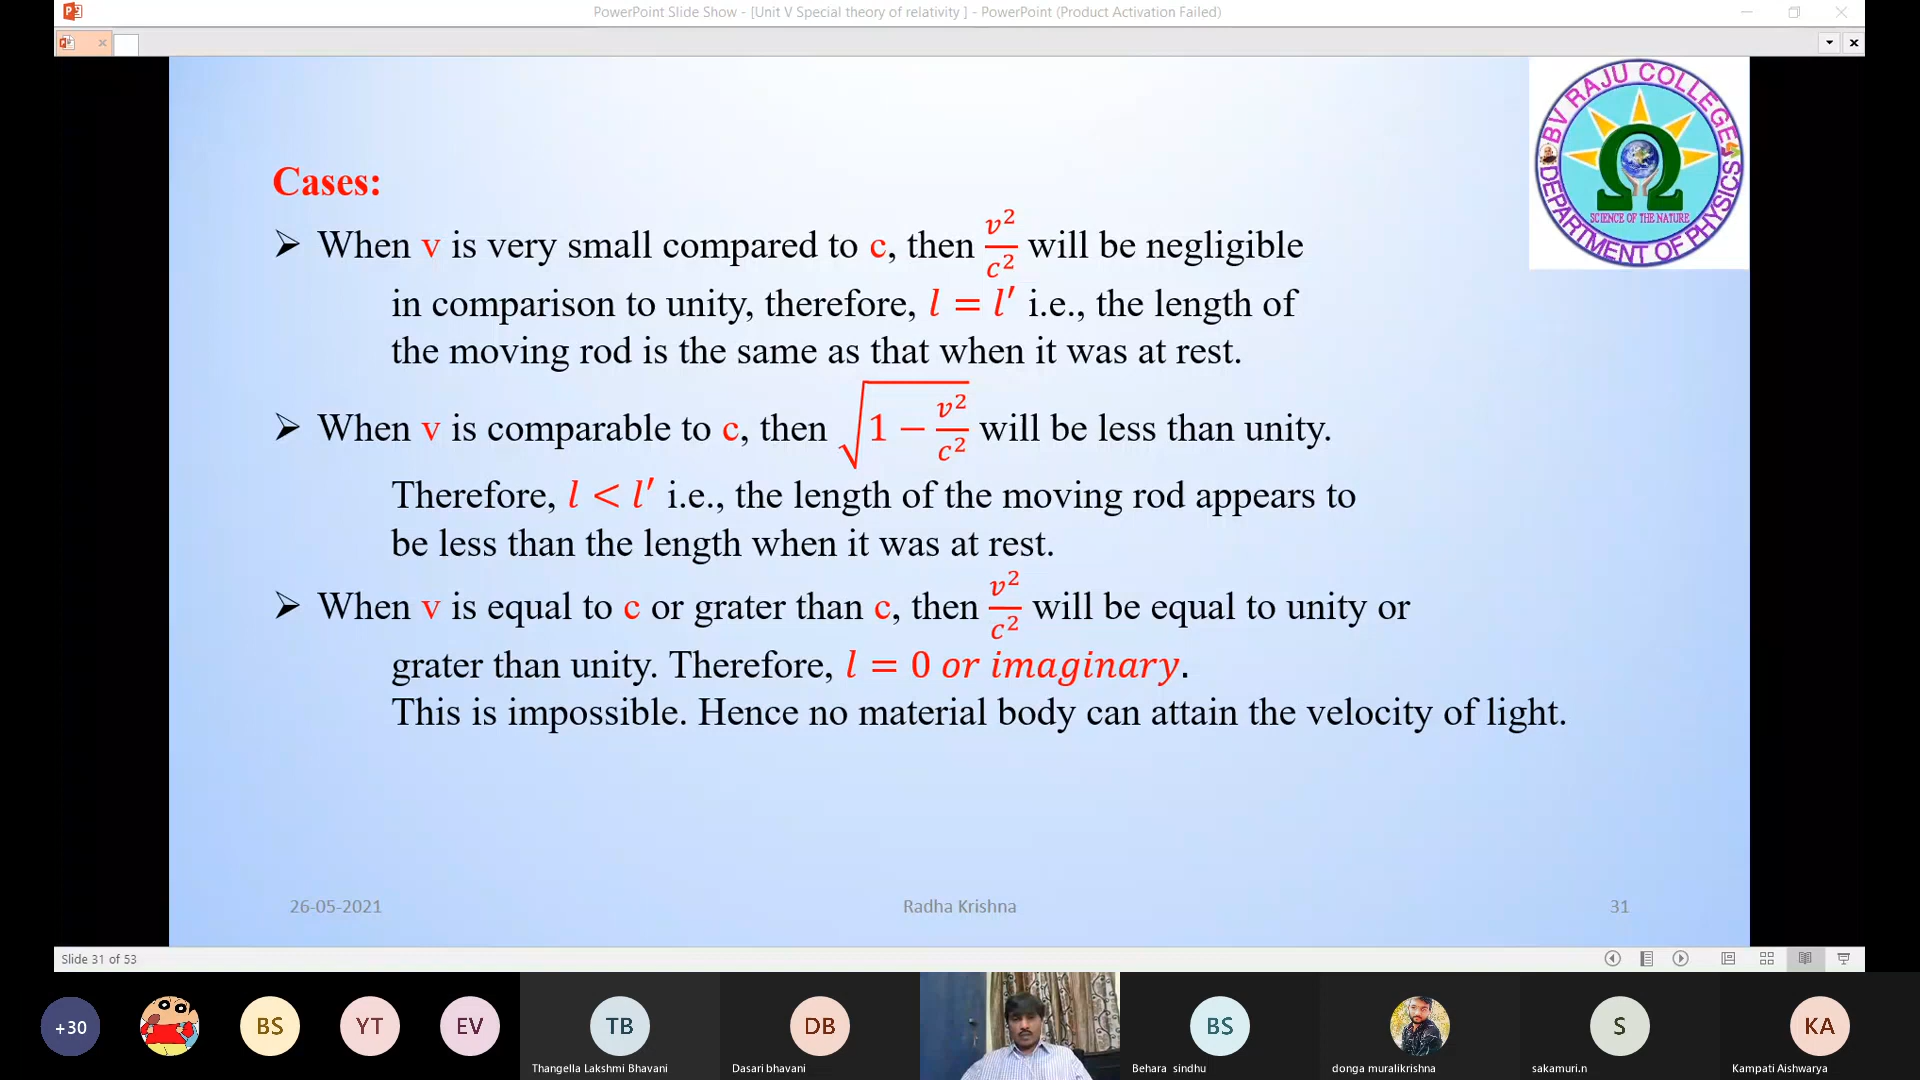 PowerPoint Slide Show - [Unit V Special theory of relativity ] - PowerPoint (Product Activation Failed)
BV RAJU COLLEGE
SCIENCE OF THE NATURE
DEPARTMENT OF PHYSICS
Cases:
➢ When v is very small compared to c, then v²/c² will be negligible
in comparison to unity, therefore, l = l′ i.e., the length of
the moving rod is the same as that when it was at rest.
➢ When v is comparable to c, then √(1 − v²/c²) will be less than unity.
Therefore, l < l′ i.e., the length of the moving rod appears to
be less than the length when it was at rest.
➢ When v is equal to c or grater than c, then v²/c² will be equal to unity or
grater than unity. Therefore, l = 0 or imaginary.
This is impossible. Hence no material body can attain the velocity of light.
26-05-2021 Radha Krishna 31
Slide 31 of 53
+30 BS YT EV TB DB BS S KA
Thangella Lakshmi Bhavani Dasari bhavani Behara sindhu donga muralikrishna sakamuri.n Kampati Aishwarya